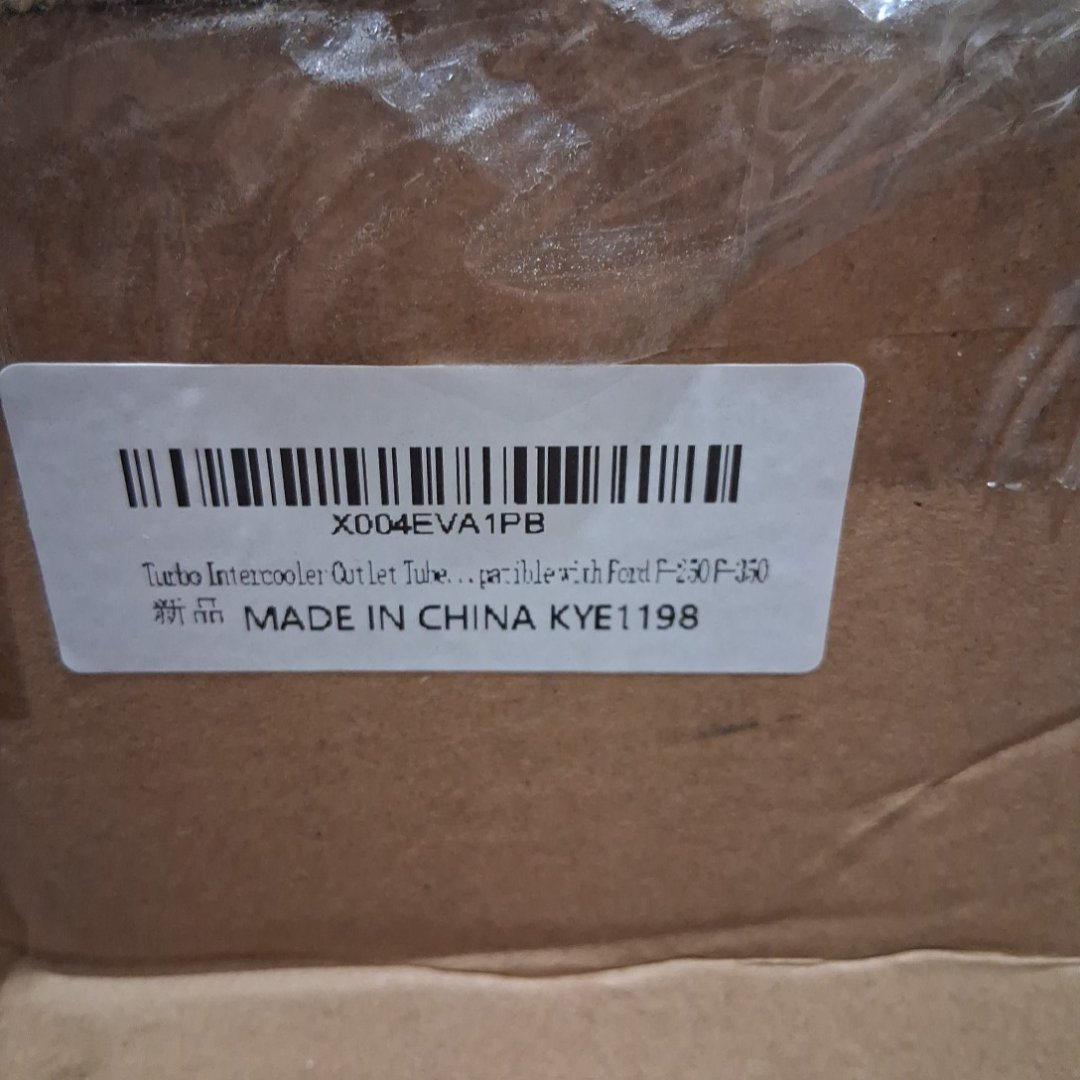 X004EVA1PB
Turbo Intercooler Outlet Tube...patible with Ford F-250 F-350
新品 MADE IN CHINA KYE1198